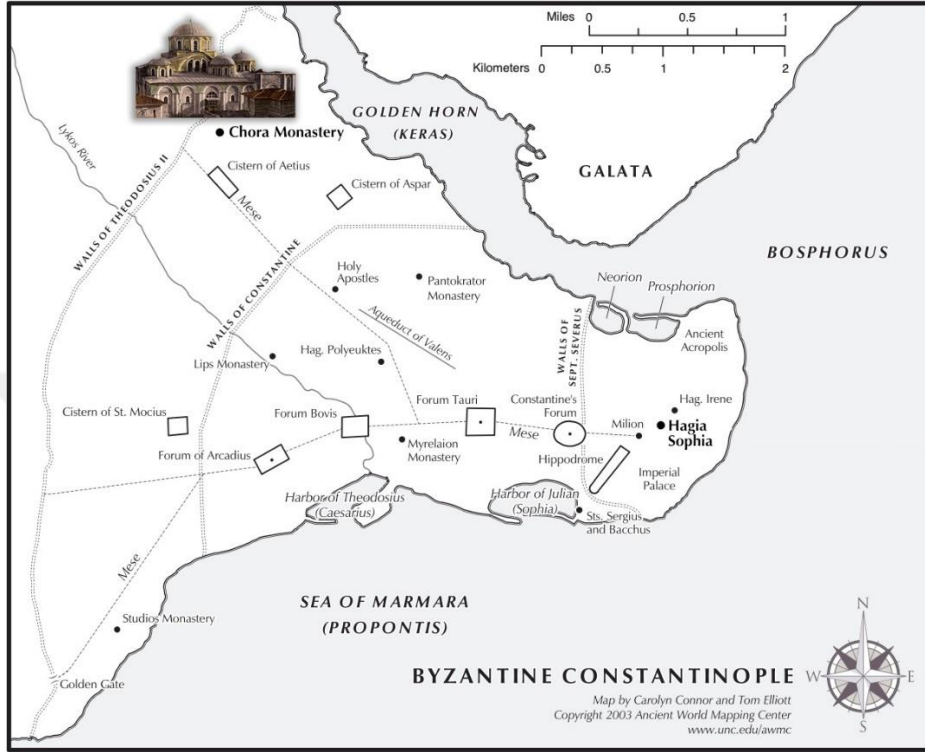 Miles 0 0.5 1
Kilometers 0 0.5 1 2
GOLDEN HORN
(KERAS)
Lykos River
Chora Monastery
GALATA
Cistern of Aetius
Cistern of Aspar
Mese
WALLS OF THEODOSIUS II
WALLS OF CONSTANTINE
BOSPHORUS
Holy
Apostles
Pantokrator
Monastery
Neorion
Prosphorion
Aqueduct of Valens
WALLS OF
SEPT. SEVERUS
Ancient
Acropolis
Lips Monastery
Hag. Polyeuktes
Cistern of St. Mocius
Forum Bovis
Forum Tauri
Constantine's
Forum
Hag. Irene
Milion
Hagia
Sophia
Mese
Forum of Arcadius
Myrelaion
Monastery
Hippodrome
Imperial
Palace
Harbor of Theodosius
(Caesarius)
Harbor of Julian
(Sophia)
Sts. Sergius
and Bacchus
Mese
SEA OF MARMARA
(PROPONTIS)
Studios Monastery
Golden Gate
BYZANTINE CONSTANTINOPLE
Map by Carolyn Connor and Tom Elliott
Copyright 2003 Ancient World Mapping Center
www.unc.edu/awmc
N
W E
S